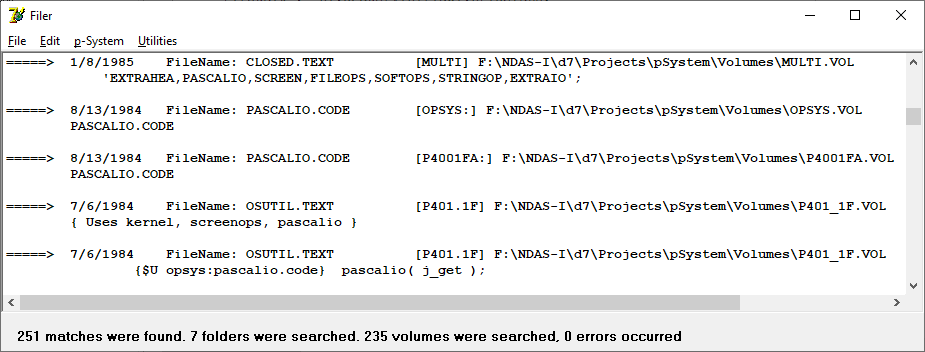 Filer
File Edit p-System Utilities
=====> 1/8/1985 FileName: CLOSED.TEXT [MULTI] F:\NDAS-I\d7\Projects\pSystem\Volumes\MULTI.VOL
'EXTRAHEA,PASCALIO,SCREEN,FILEOPS,SOFTOPS,STRINGOP,EXTRAIO';
=====> 8/13/1984 FileName: PASCALIO.CODE [OPSYS:] F:\NDAS-I\d7\Projects\pSystem\Volumes\OPSYS.VOL
PASCALIO.CODE
=====> 8/13/1984 FileName: PASCALIO.CODE [P4001FA:] F:\NDAS-I\d7\Projects\pSystem\Volumes\P4001FA.VOL
PASCALIO.CODE
=====> 7/6/1984 FileName: OSUTIL.TEXT [P401.1F] F:\NDAS-I\d7\Projects\pSystem\Volumes\P401_1F.VOL
{ Uses kernel, screenops, pascalio }
=====> 7/6/1984 FileName: OSUTIL.TEXT [P401.1F] F:\NDAS-I\d7\Projects\pSystem\Volumes\P401_1F.VOL
{$U opsys:pascalio.code} pascalio( j_get );
251 matches were found. 7 folders were searched. 235 volumes were searched, 0 errors occurred